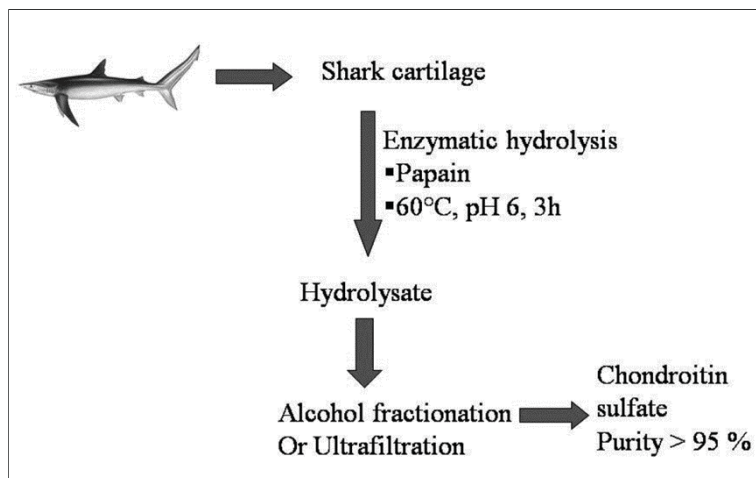 Shark cartilage
Enzymatic hydrolysis
▪Papain
▪60°C, pH 6, 3h
Hydrolysate
Alcohol fractionation
Or Ultrafiltration
Chondroitin
sulfate
Purity > 95 %